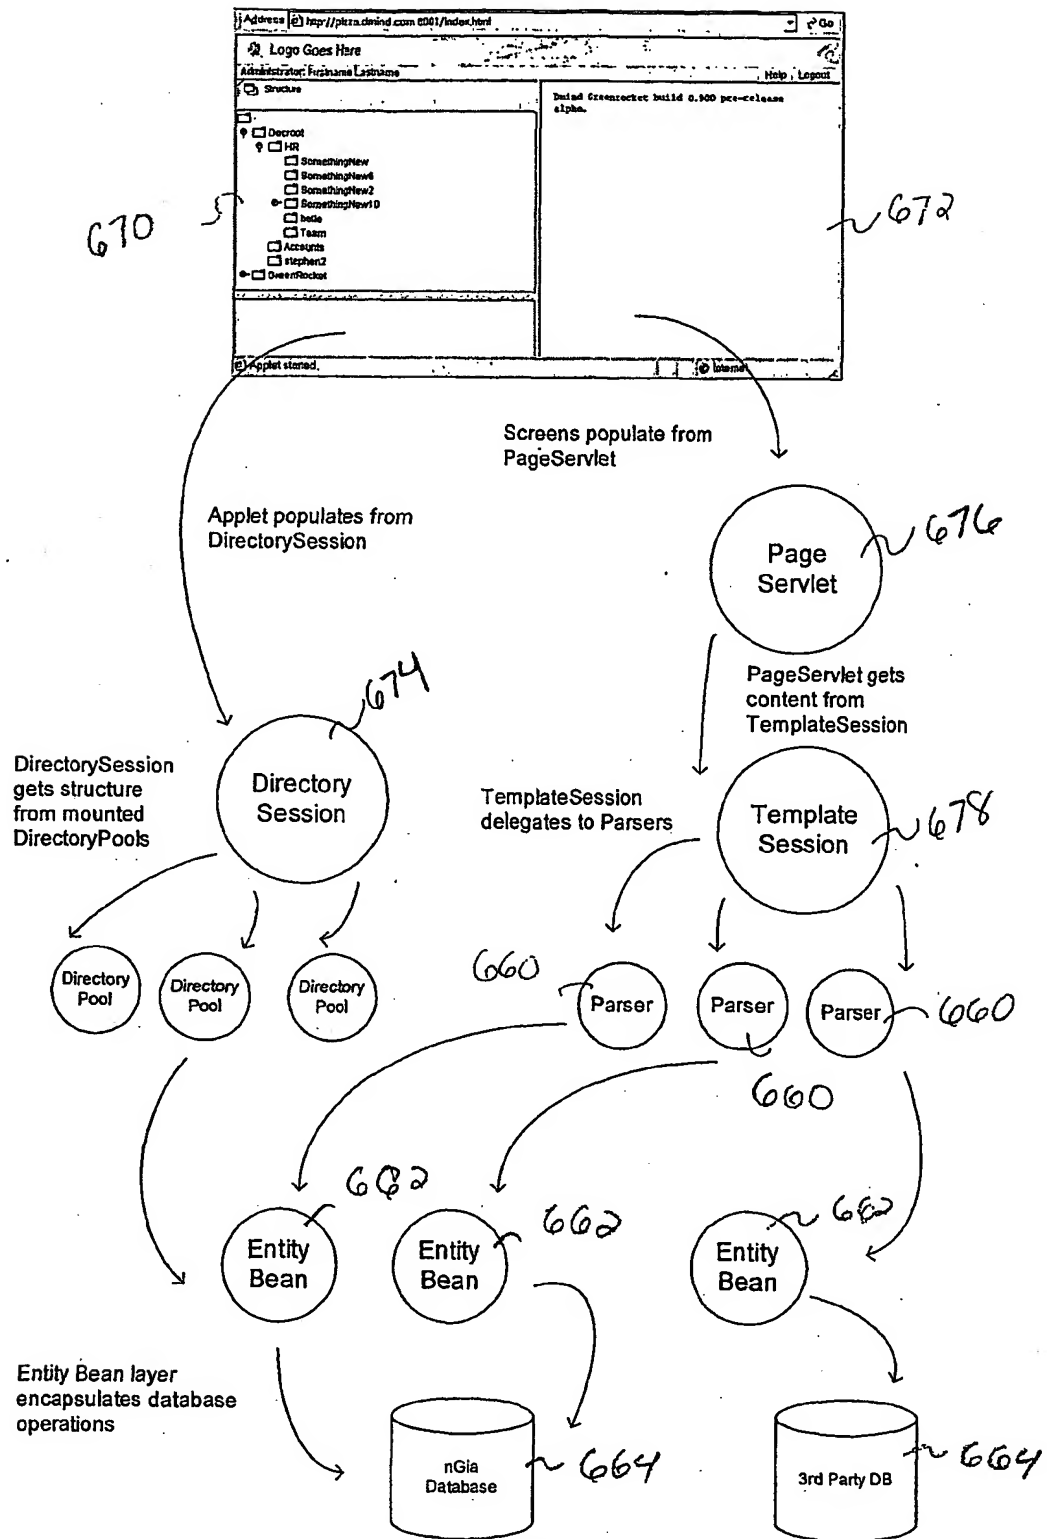 Address http://pizza.dmind.com:8001/index.html Go
Logo Goes Here
Administrator: Firstname Lastname Help Logout
Structure
Dmind Greenrocket build 0.900 pre-release
alpha.
Docroot
HR
SomethingNew
SomethingNew6
SomethingNew2
SomethingNew10
Team
Accounts
stephen2
GreenRocket
670
672
Applet started. Internet
Screens populate from
PageServlet
Applet populates from
DirectorySession
Page
Servlet
676
PageServlet gets
content from
TemplateSession
674
DirectorySession
gets structure
from mounted
DirectoryPools
Directory
Session
TemplateSession
delegates to Parsers
Template
Session
678
Directory
Pool
Directory
Pool
Directory
Pool
660
Parser
Parser
Parser
660
660
662
662
662
Entity
Bean
Entity
Bean
Entity
Bean
Entity Bean layer
encapsulates database
operations
nGia
Database
664
3rd Party DB
664